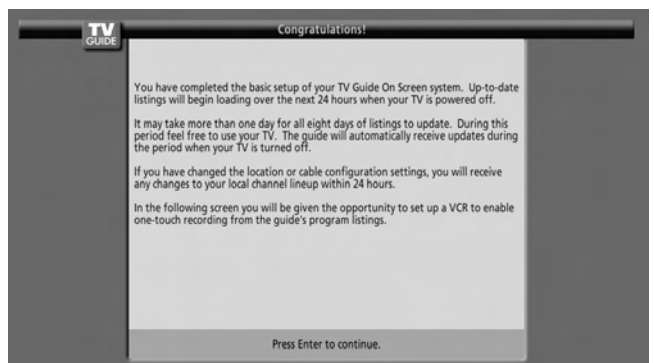 Congratulations!
TV
GUIDE
You have completed the basic setup of your TV Guide On Screen system. Up-to-date
listings will begin loading over the next 24 hours when your TV is powered off.
It may take more than one day for all eight days of listings to update. During this
period feel free to use your TV. The guide will automatically receive updates during
the period when your TV is turned off.
If you have changed the location or cable configuration settings, you will receive
any changes to your local channel lineup within 24 hours.
In the following screen you will be given the opportunity to set up a VCR to enable
one-touch recording from the guide's program listings.
Press Enter to continue.